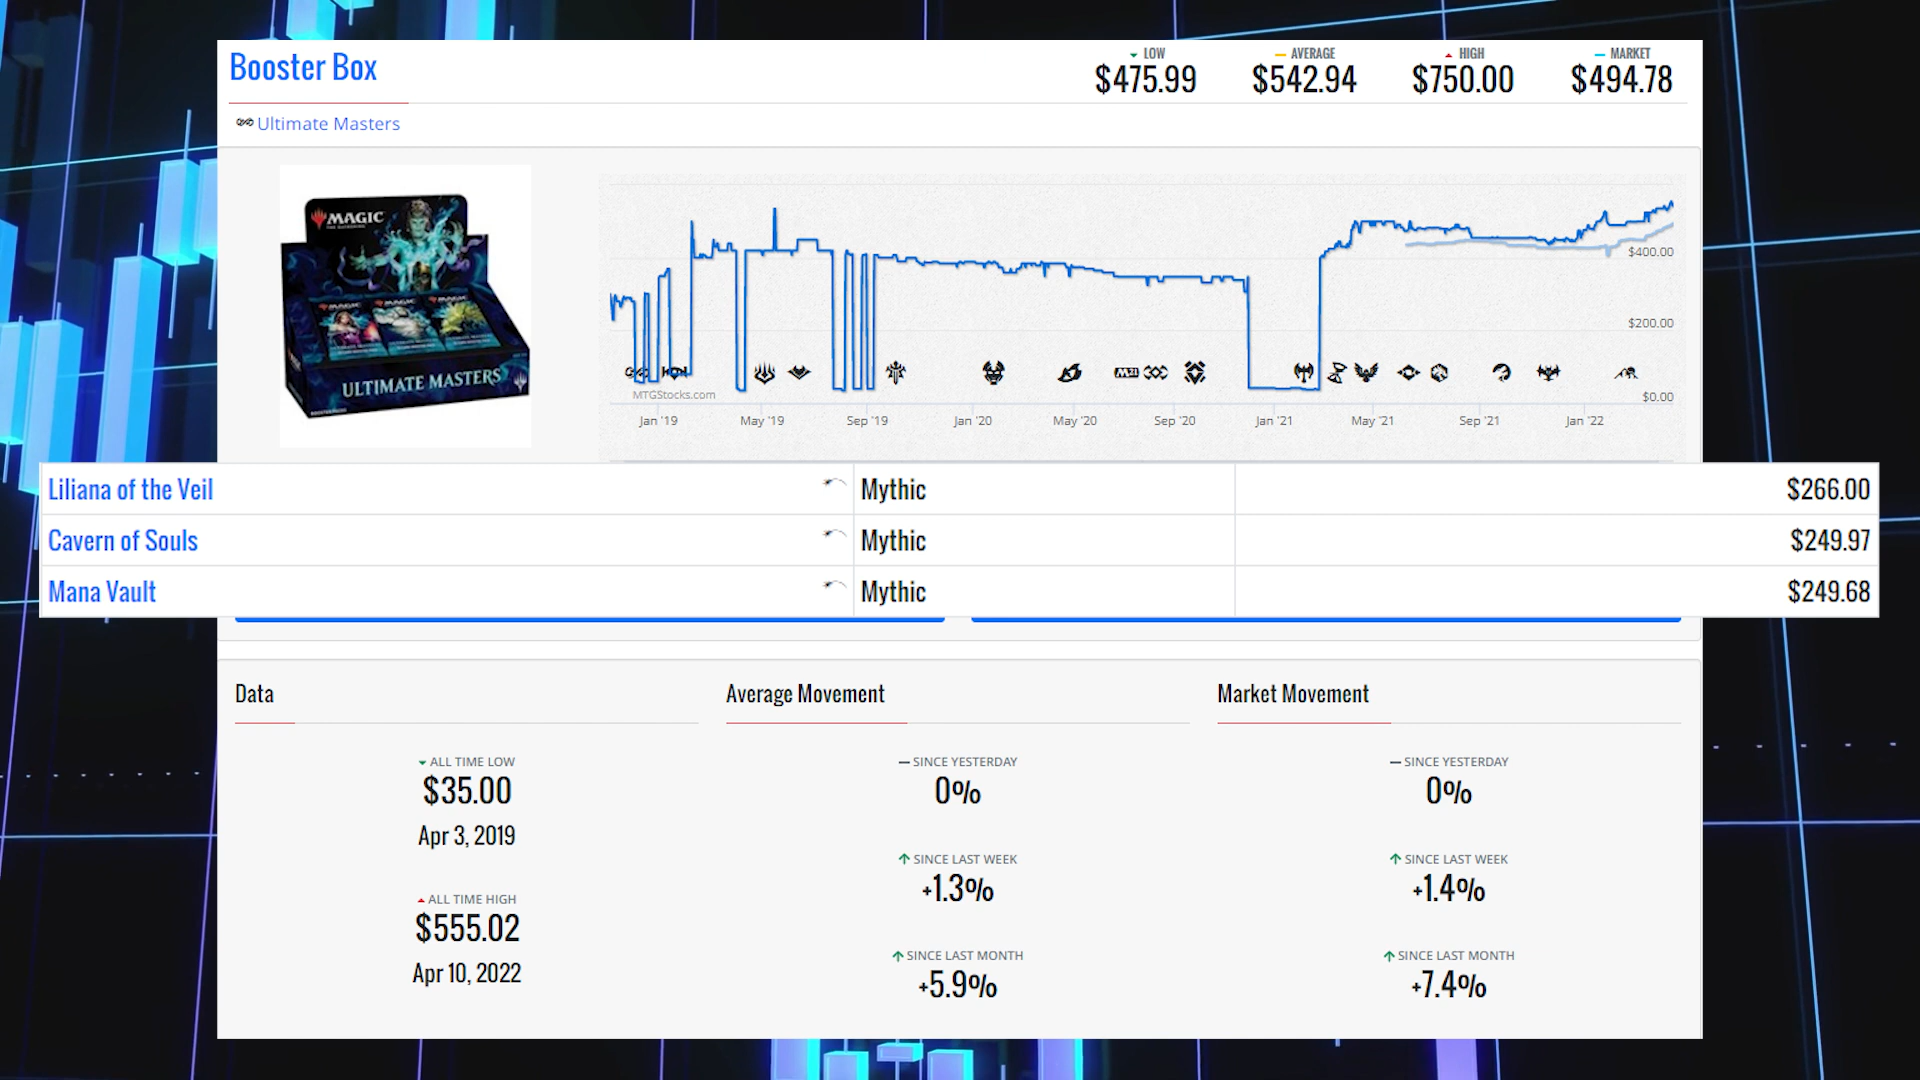 Booster Box
LOW
$475.99
AVERAGE
$542.94
HIGH
$750.00
MARKET
$494.78
Ultimate Masters
MAGIC
MAGIC
MAGIC
MAGIC
ULTIMATE MASTERS
$400.00
$200.00
$0.00
MTGStocks.com
Jan '19
May '19
Sep '19
Jan '20
May '20
Sep '20
Jan '21
May '21
Sep '21
Jan '22
Liliana of the Veil Mythic $266.00
Cavern of Souls Mythic $249.97
Mana Vault Mythic $249.68
Data
ALL TIME LOW
$35.00
Apr 3, 2019
ALL TIME HIGH
$555.02
Apr 10, 2022
Average Movement
SINCE YESTERDAY
0%
SINCE LAST WEEK
+1.3%
SINCE LAST MONTH
+5.9%
Market Movement
SINCE YESTERDAY
0%
SINCE LAST WEEK
+1.4%
SINCE LAST MONTH
+7.4%